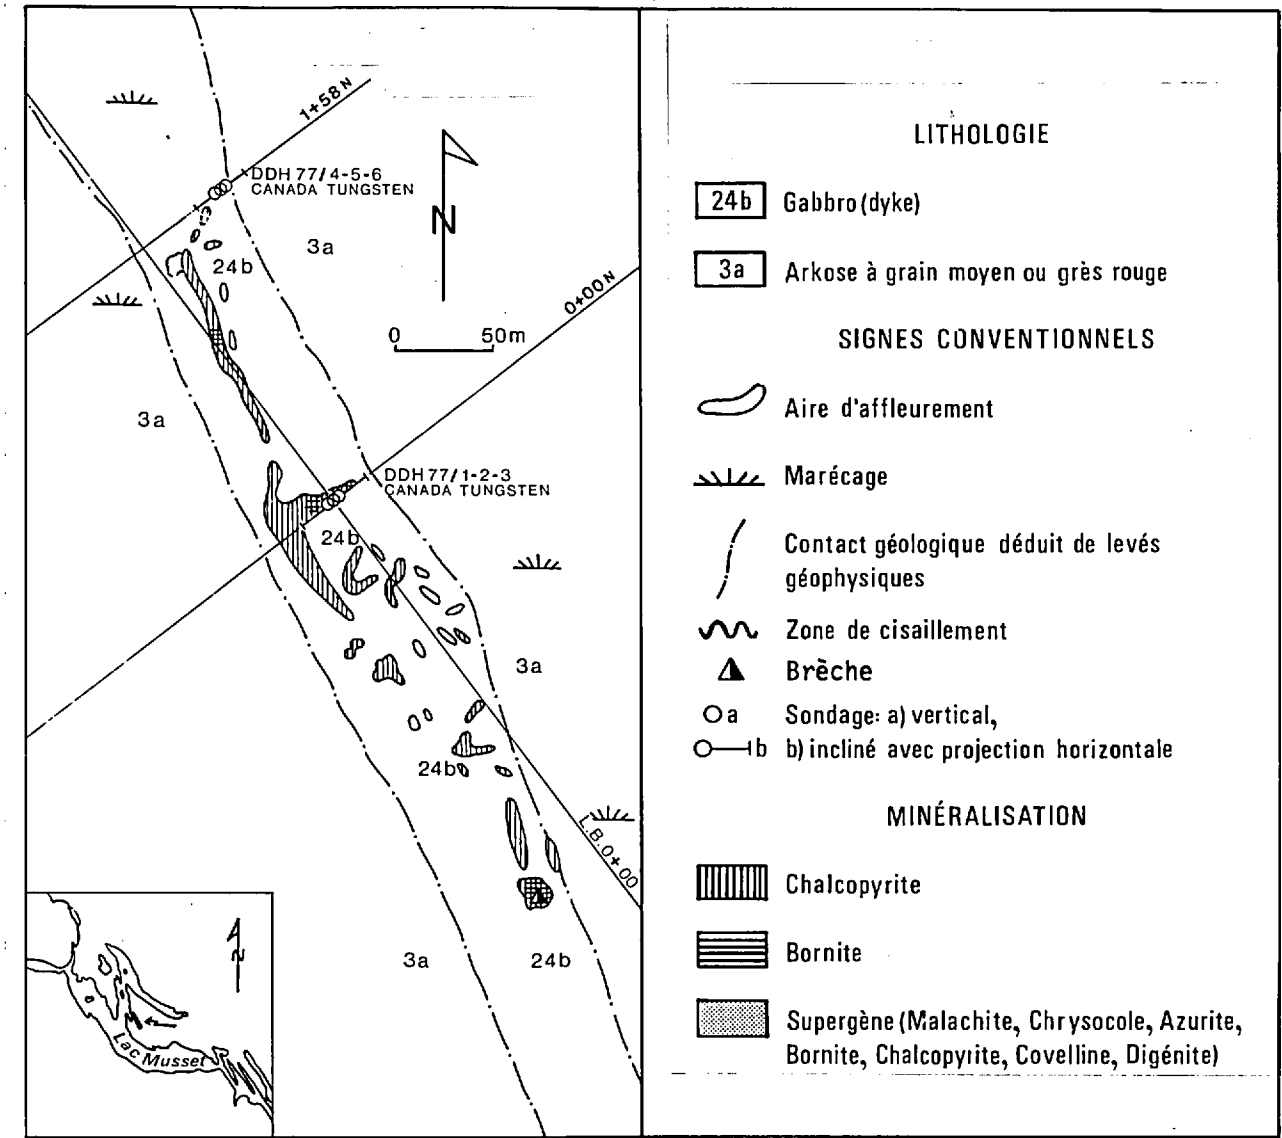 1+58 N
DDH 77/4-5-6
CANADA TUNGSTEN
3a
24b
N
0+00 N
0 50m
3a
DDH 77/1-2-3
CANADA TUNGSTEN
24b
3a
24b
L.B. 0+00
3a
24b
N
Lac Musset
LITHOLOGIE
24b Gabbro (dyke)
3a Arkose à grain moyen ou grès rouge
SIGNES CONVENTIONNELS
Aire d'affleurement
Marécage
Contact géologique déduit de levés
géophysiques
Zone de cisaillement
Brèche
a Sondage: a) vertical,
b b) incliné avec projection horizontale
MINÉRALISATION
Chalcopyrite
Bornite
Supergène (Malachite, Chrysocole, Azurite,
Bornite, Chalcopyrite, Covelline, Digénite)